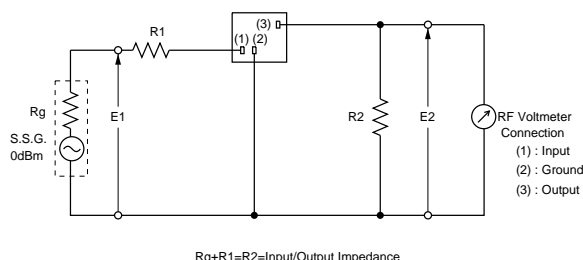 R1
(3)
(1) (2)
Rg
S.S.G.
0dBm
E1
R2
E2
RF Voltmeter
Connection
(1) : Input
(2) : Ground
(3) : Output
Rg+R1=R2=Input/Output Impedance